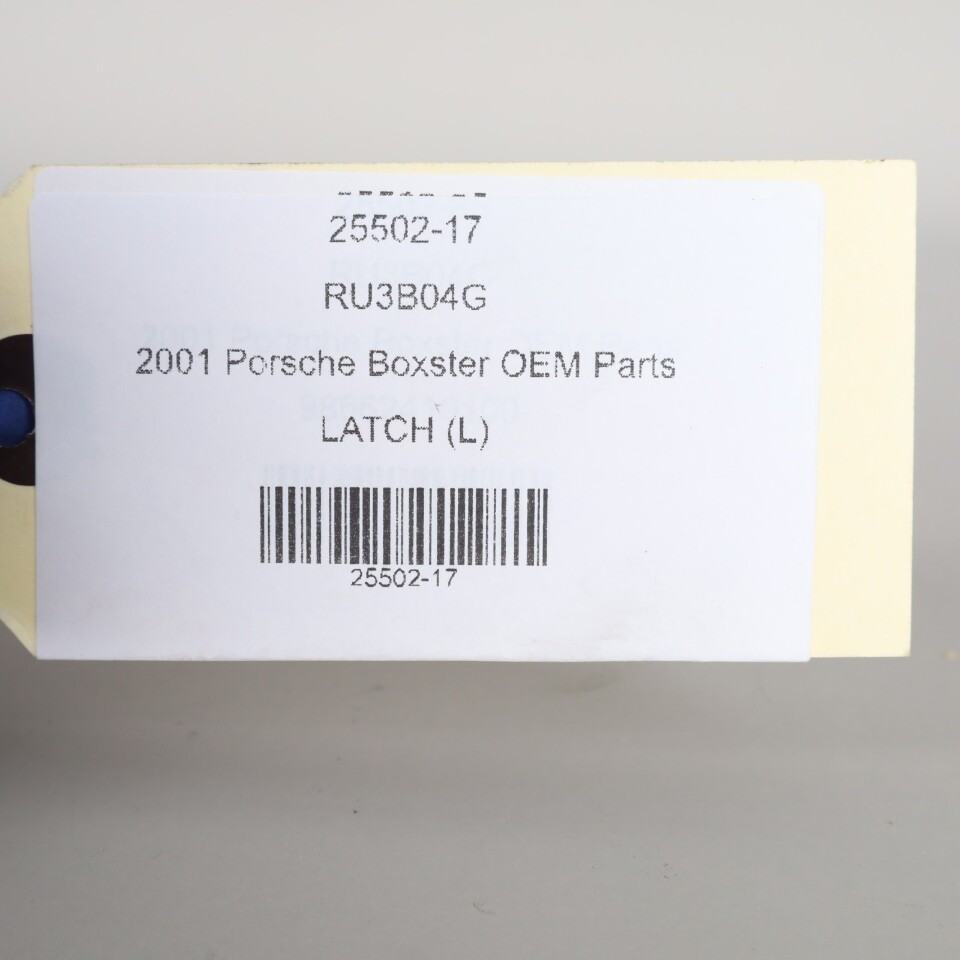 25502-17
RU3B04G
2001 Porsche Boxster OEM Parts
LATCH (L)
25502-17